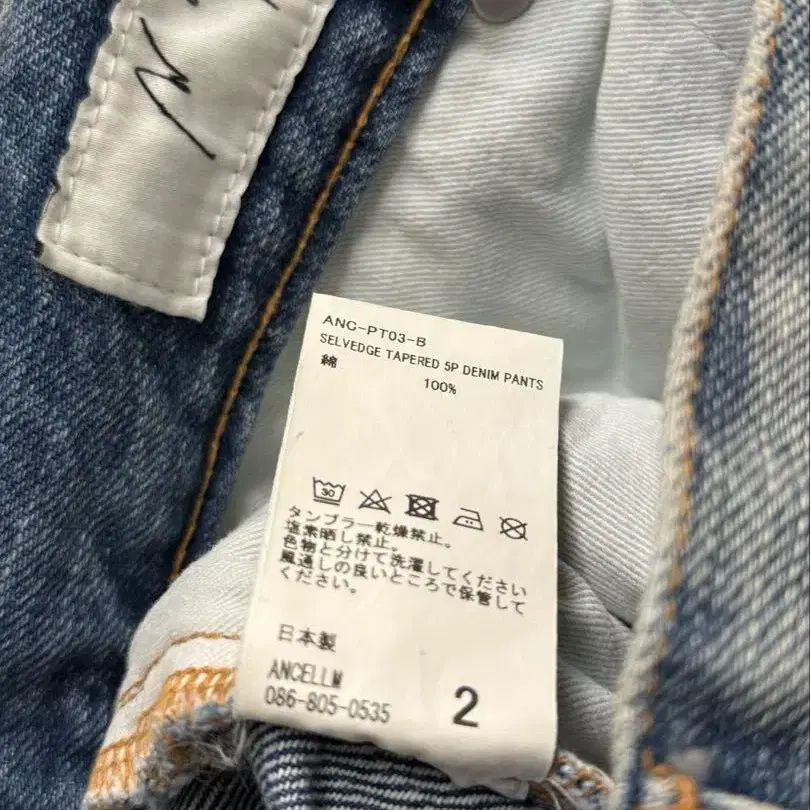 ANC-PT03-B
SELVEDGE TAPERED 5P DENIM PANTS
綿
100%
30
タンブラー乾燥禁止。
塩素晒し禁止。
色物と分けて洗濯してください
風通しの良いところで保管して
ください。
日本製
ANCELLM
086-805-0535
2